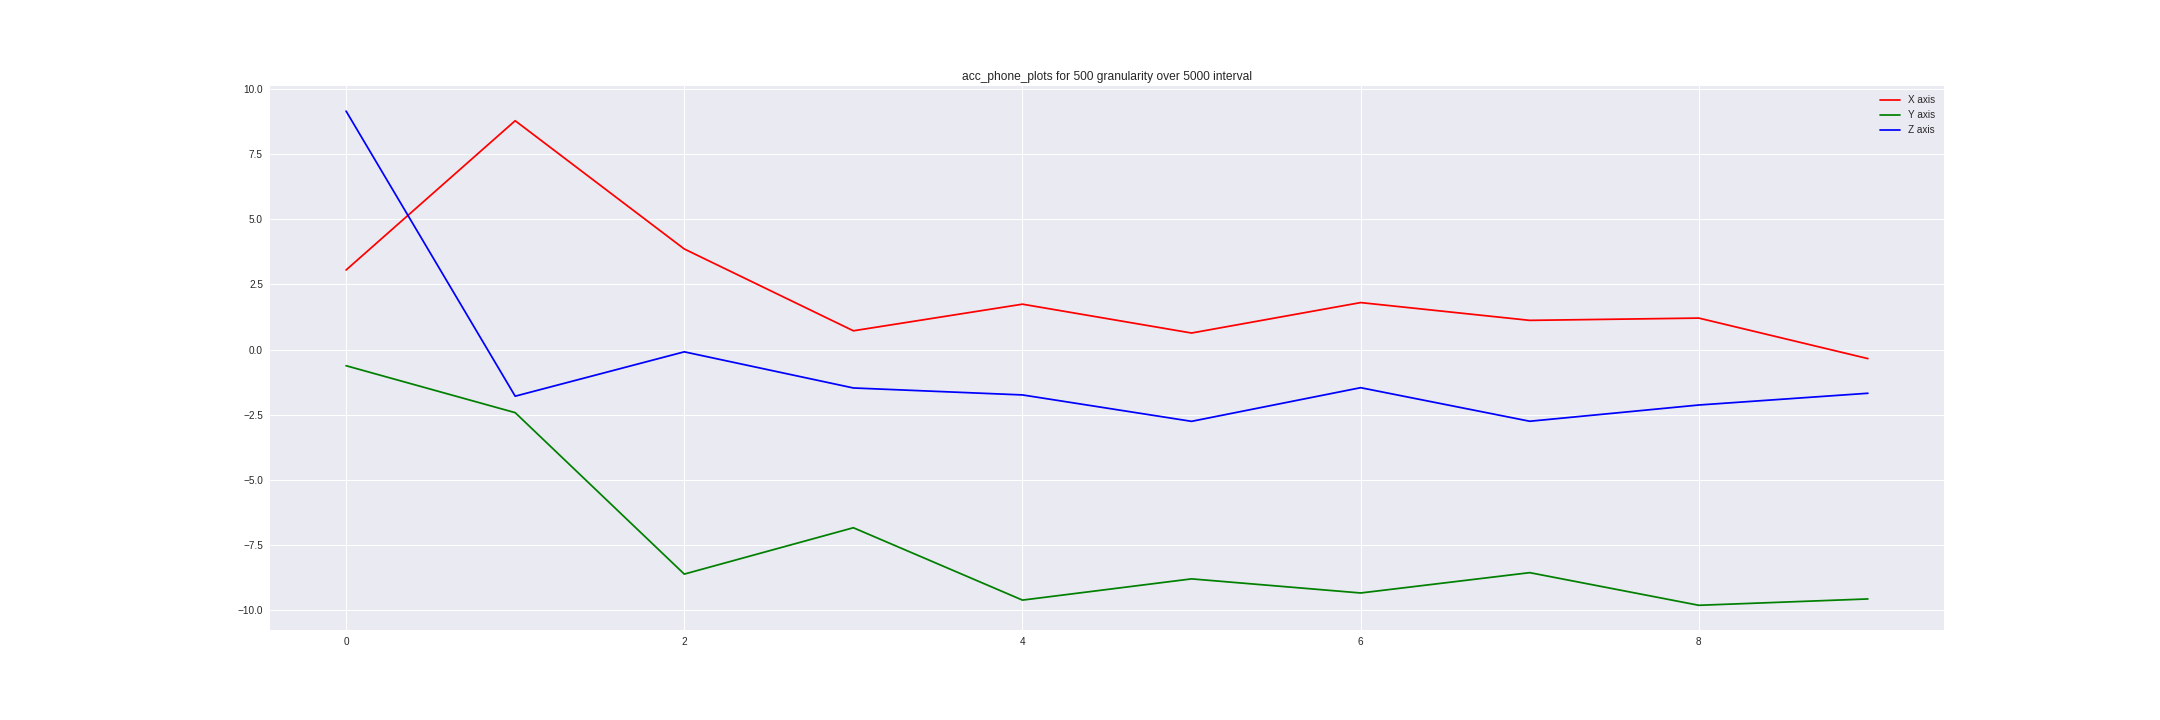 acc_phone_plots for 500 granularity over 5000 interval
X axis
Y axis
Z axis
10.0
7.5
5.0
2.5
0.0
−2.5
−5.0
−7.5
−10.0
0 2 4 6 8